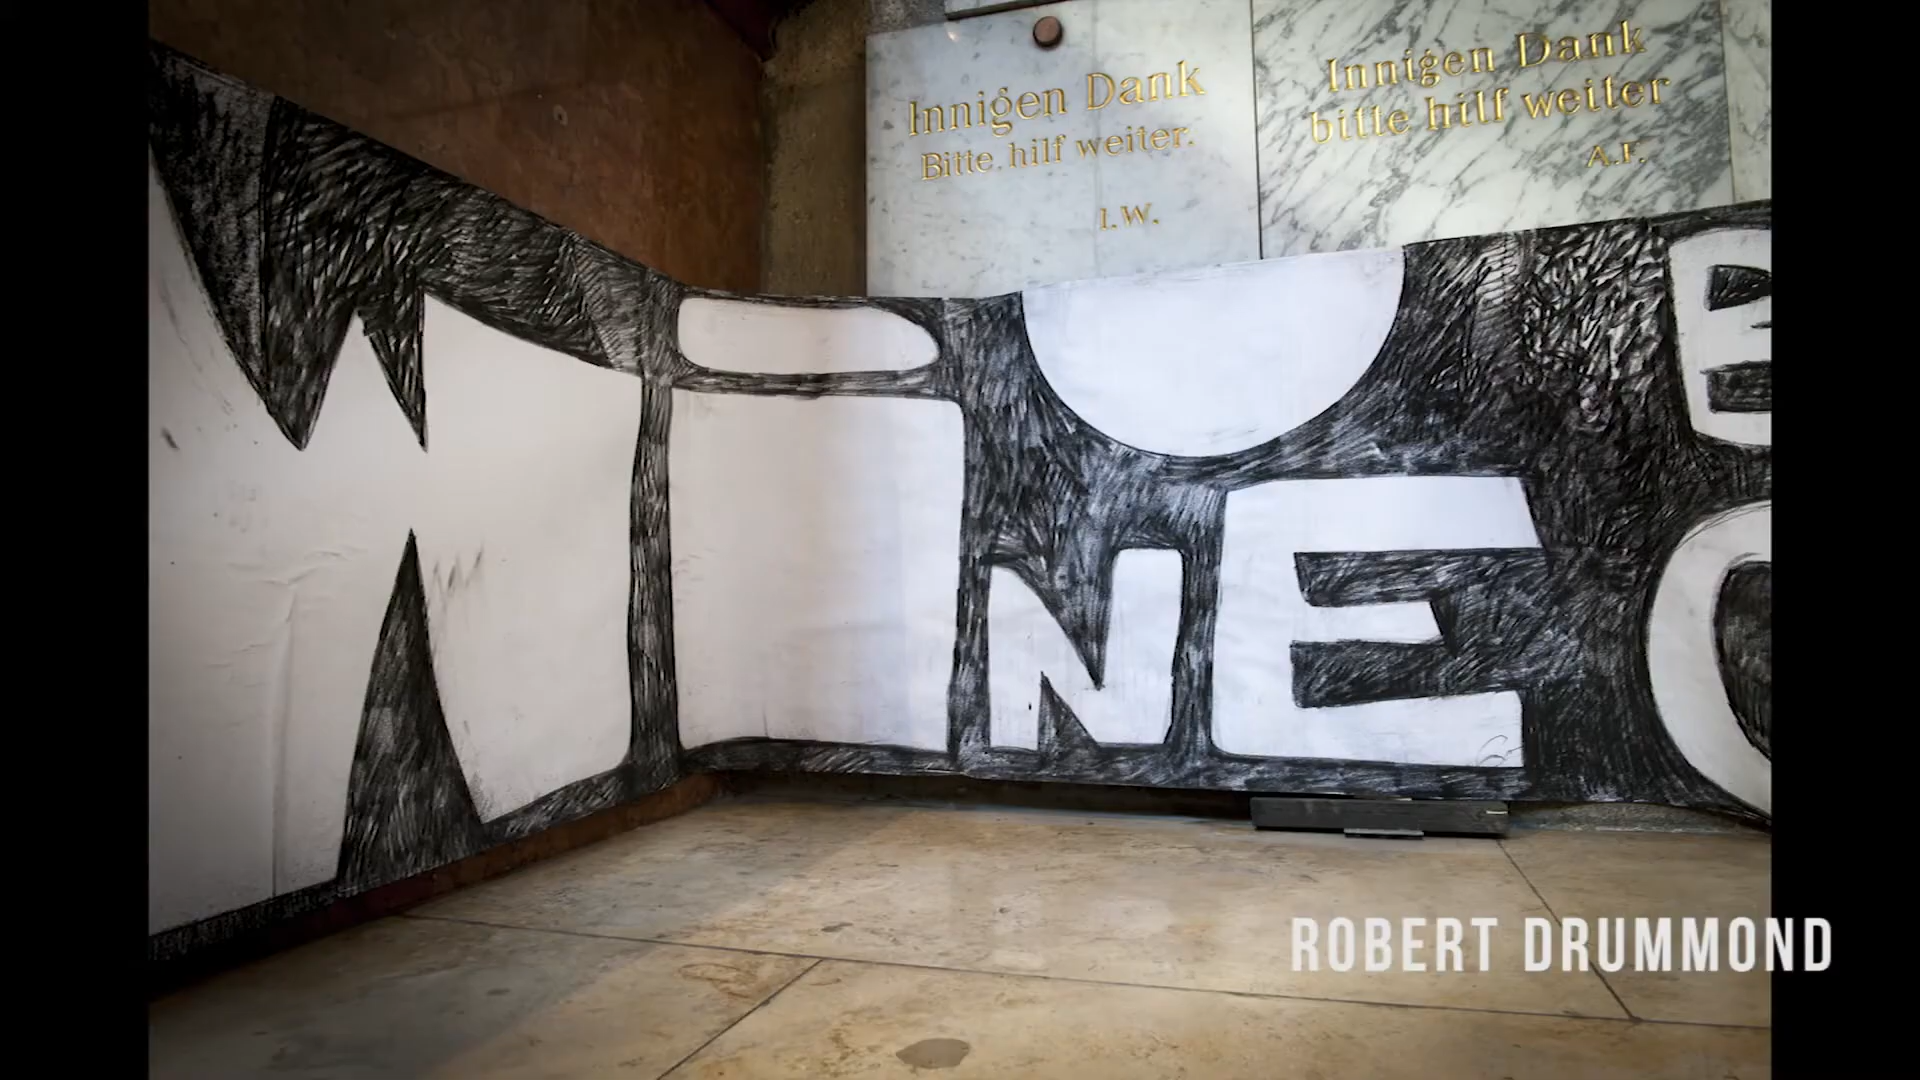 Innigen Dank
Bitte hilf weiter.
I.W.
Innigen Dank
bitte hilf weiter
A.F.
NE
ROBERT DRUMMOND